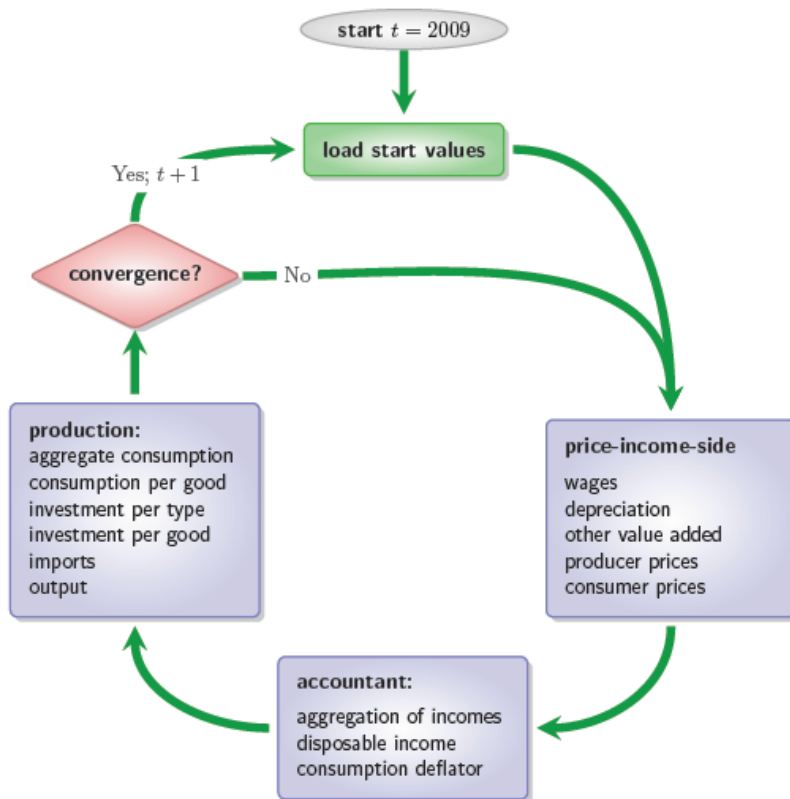 start t = 2009
load start values
Yes; t + 1
convergence?
No
production:
aggregate consumption
consumption per good
investment per type
investment per good
imports
output
price-income-side
wages
depreciation
other value added
producer prices
consumer prices
accountant:
aggregation of incomes
disposable income
consumption deflator